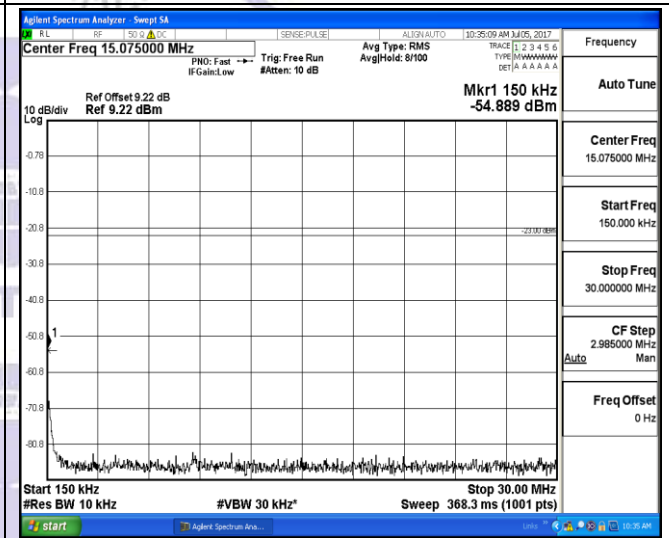 Agilent Spectrum Analyzer - Swept SA
RL RF 50 Ω DC SENSE:PULSE ALIGN AUTO 10:35:09 AM Jul 05, 2017
Center Freq 15.075000 MHz
PNO: Fast
IFGain:Low
Trig: Free Run
#Atten: 10 dB
Avg Type: RMS
Avg|Hold: 8/100
TRACE 1 2 3 4 5 6
TYPE MWWWWW
DET A A A A A A
Mkr1 150 kHz
-54.889 dBm
Ref Offset 9.22 dB
10 dB/div Ref 9.22 dBm
Log
-0.78
-10.8
-20.8
-23.00 dBm
-30.8
-40.8
-50.8
1
-60.8
-70.8
-80.8
Start 150 kHz Stop 30.00 MHz
#Res BW 10 kHz #VBW 30 kHz* Sweep 368.3 ms (1001 pts)
Frequency
Auto Tune
Center Freq
15.075000 MHz
Start Freq
150.000 kHz
Stop Freq
30.000000 MHz
CF Step
2.985000 MHz
Auto Man
Freq Offset
0 Hz
start Agilent Spectrum Ana... Links » 10:35 AM